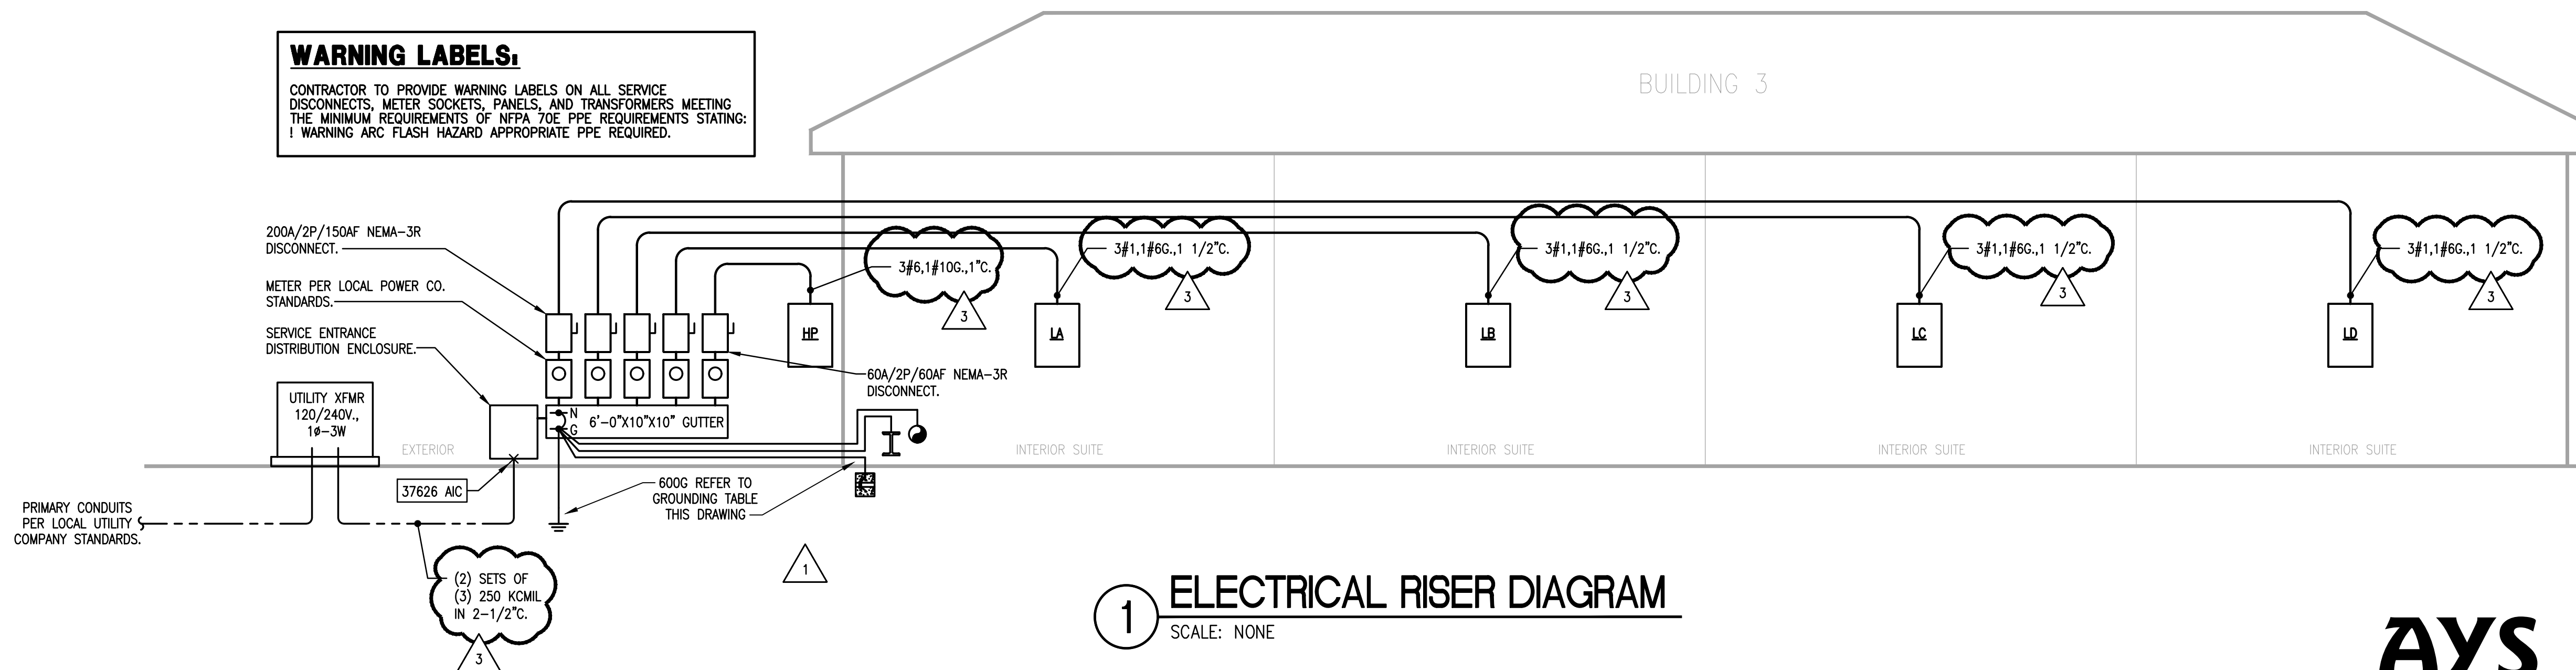 WARNING LABELS:
CONTRACTOR TO PROVIDE WARNING LABELS ON ALL SERVICE
DISCONNECTS, METER SOCKETS, PANELS, AND TRANSFORMERS MEETING
THE MINIMUM REQUIREMENTS OF NFPA 70E PPE REQUIREMENTS STATING:
! WARNING ARC FLASH HAZARD APPROPRIATE PPE REQUIRED.
BUILDING 3
200A/2P/150AF NEMA-3R
DISCONNECT.
METER PER LOCAL POWER CO.
STANDARDS.
SERVICE ENTRANCE
DISTRIBUTION ENCLOSURE.
3#6,1#10G.,1"C.
3
3#1,1#6G.,1 1/2"C.
3
3#1,1#6G.,1 1/2"C.
3
3#1,1#6G.,1 1/2"C.
3
3#1,1#6G.,1 1/2"C.
3
HP
LA
LB
LC
LD
60A/2P/60AF NEMA-3R
DISCONNECT.
UTILITY XFMR
120/240V.,
1ø-3W
N
G
6'-0"X10"X10" GUTTER
EXTERIOR
INTERIOR SUITE
INTERIOR SUITE
INTERIOR SUITE
INTERIOR SUITE
37626 AIC
600G REFER TO
GROUNDING TABLE
THIS DRAWING
PRIMARY CONDUITS
PER LOCAL UTILITY
COMPANY STANDARDS.
(2) SETS OF
(3) 250 KCMIL
IN 2-1/2"C.
3
1
1
ELECTRICAL RISER DIAGRAM
SCALE: NONE
AYS